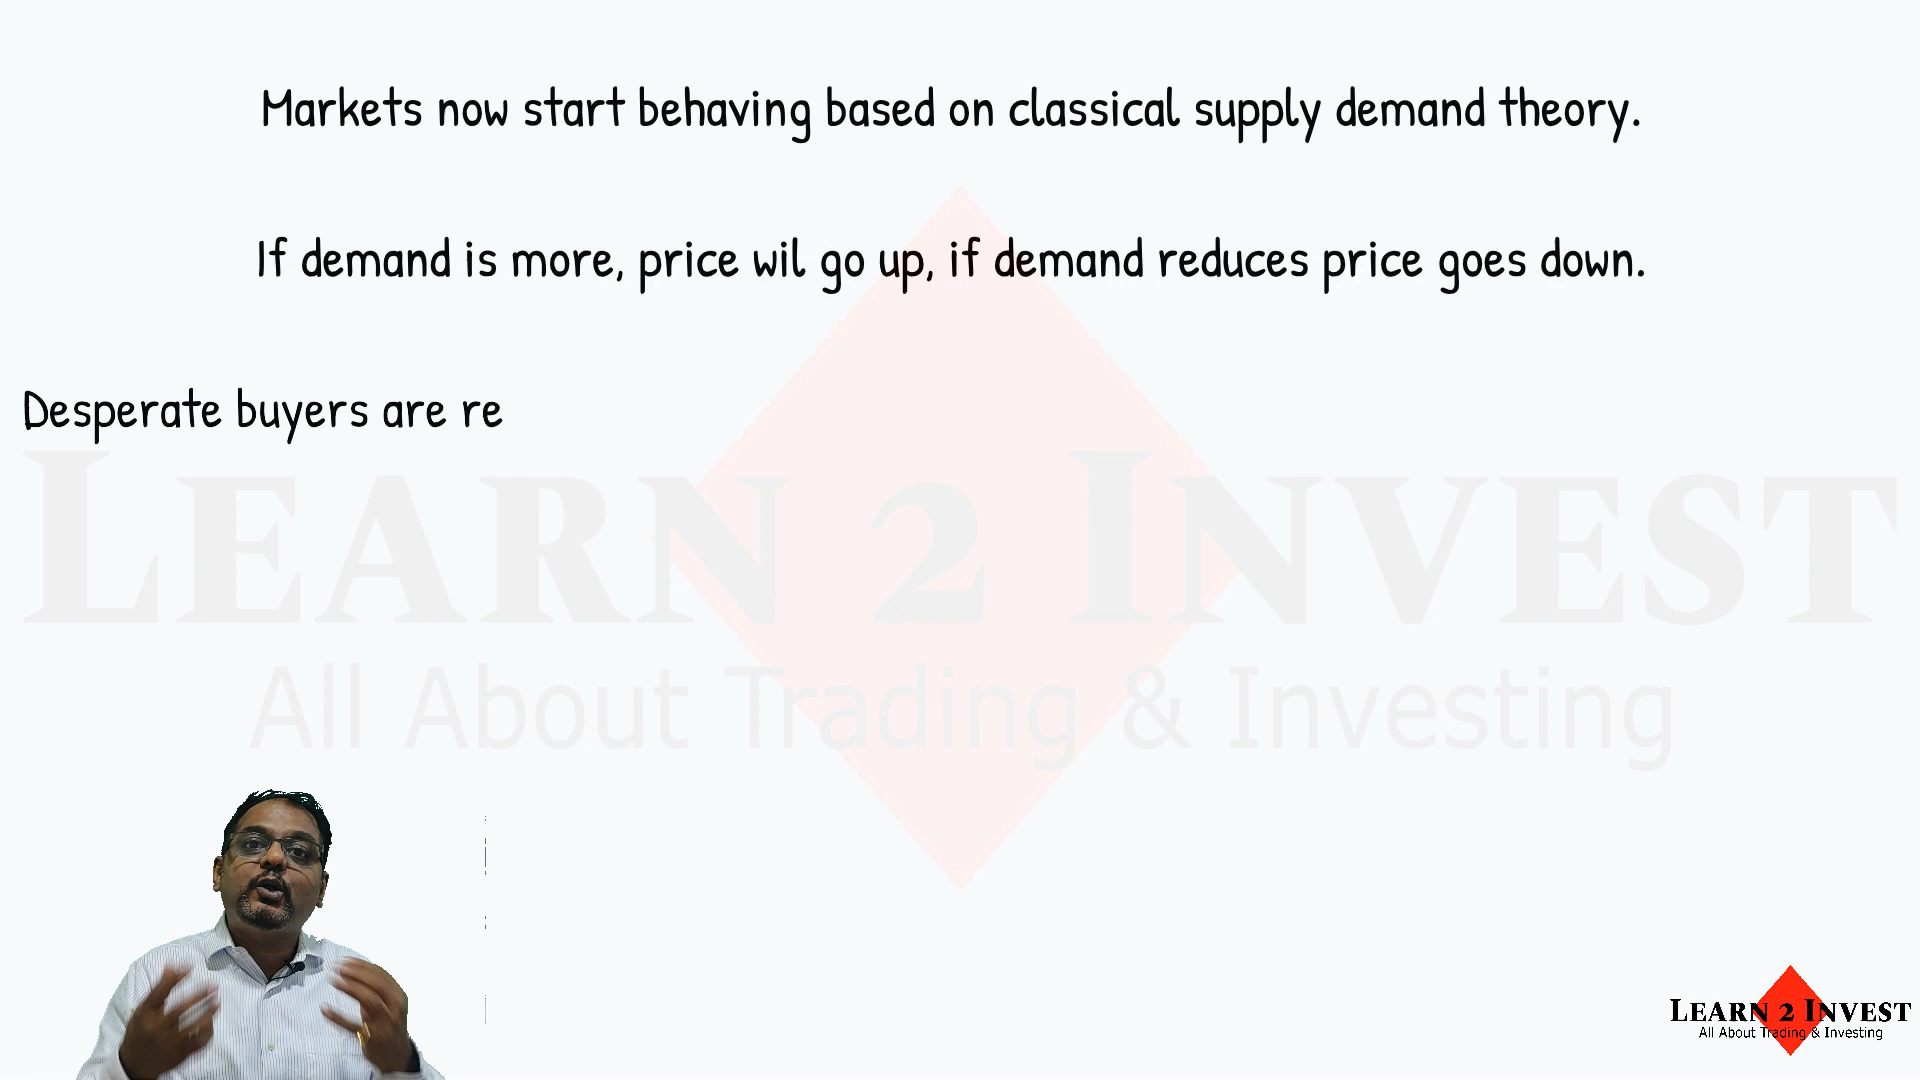 Markets now start behaving based on classical supply demand theory.
If demand is more, price wil go up, if demand reduces price goes down.
Desperate buyers are re
LEARN 2 INVEST
All About Trading & Investing
LEARN 2 INVEST
All About Trading & Investing